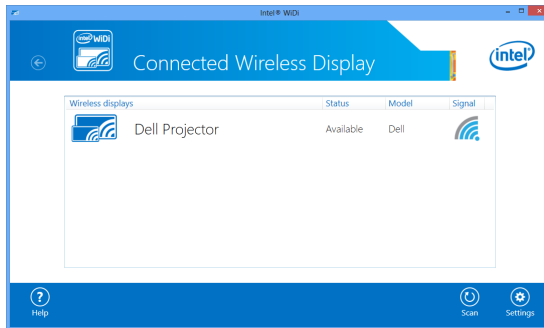 Intel® WiDi
intel WiDi
Connected Wireless Display
intel
Wireless displays Status Model Signal
Dell Projector Available Dell
Help Scan Settings